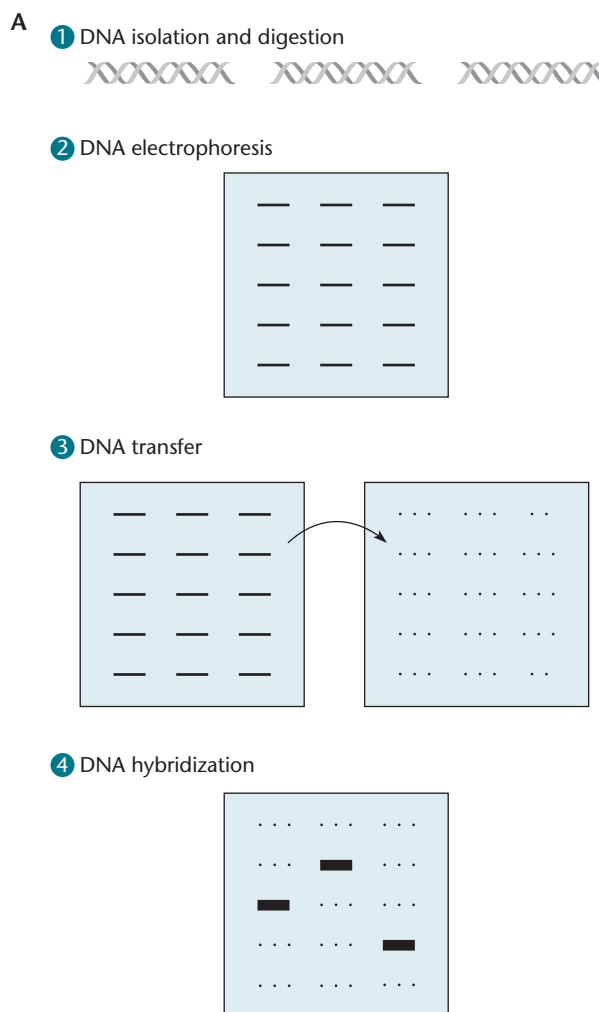 A
1 DNA isolation and digestion
2 DNA electrophoresis
3 DNA transfer
4 DNA hybridization